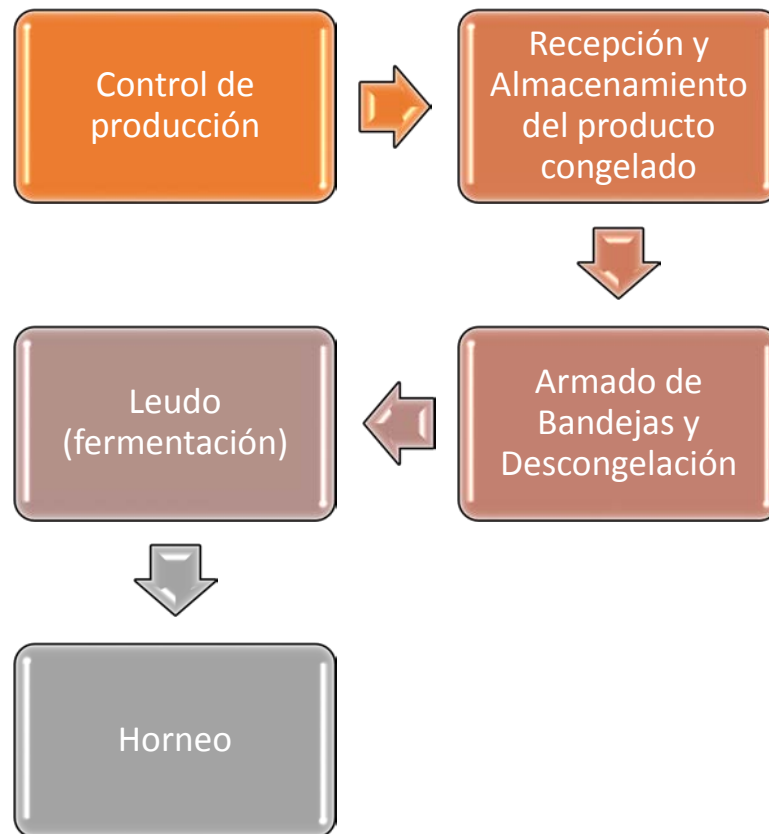 Control de
producción
Recepción y
Almacenamiento
del producto
congelado
Armado de
Bandejas y
Descongelación
Leudo
(fermentación)
Horneo